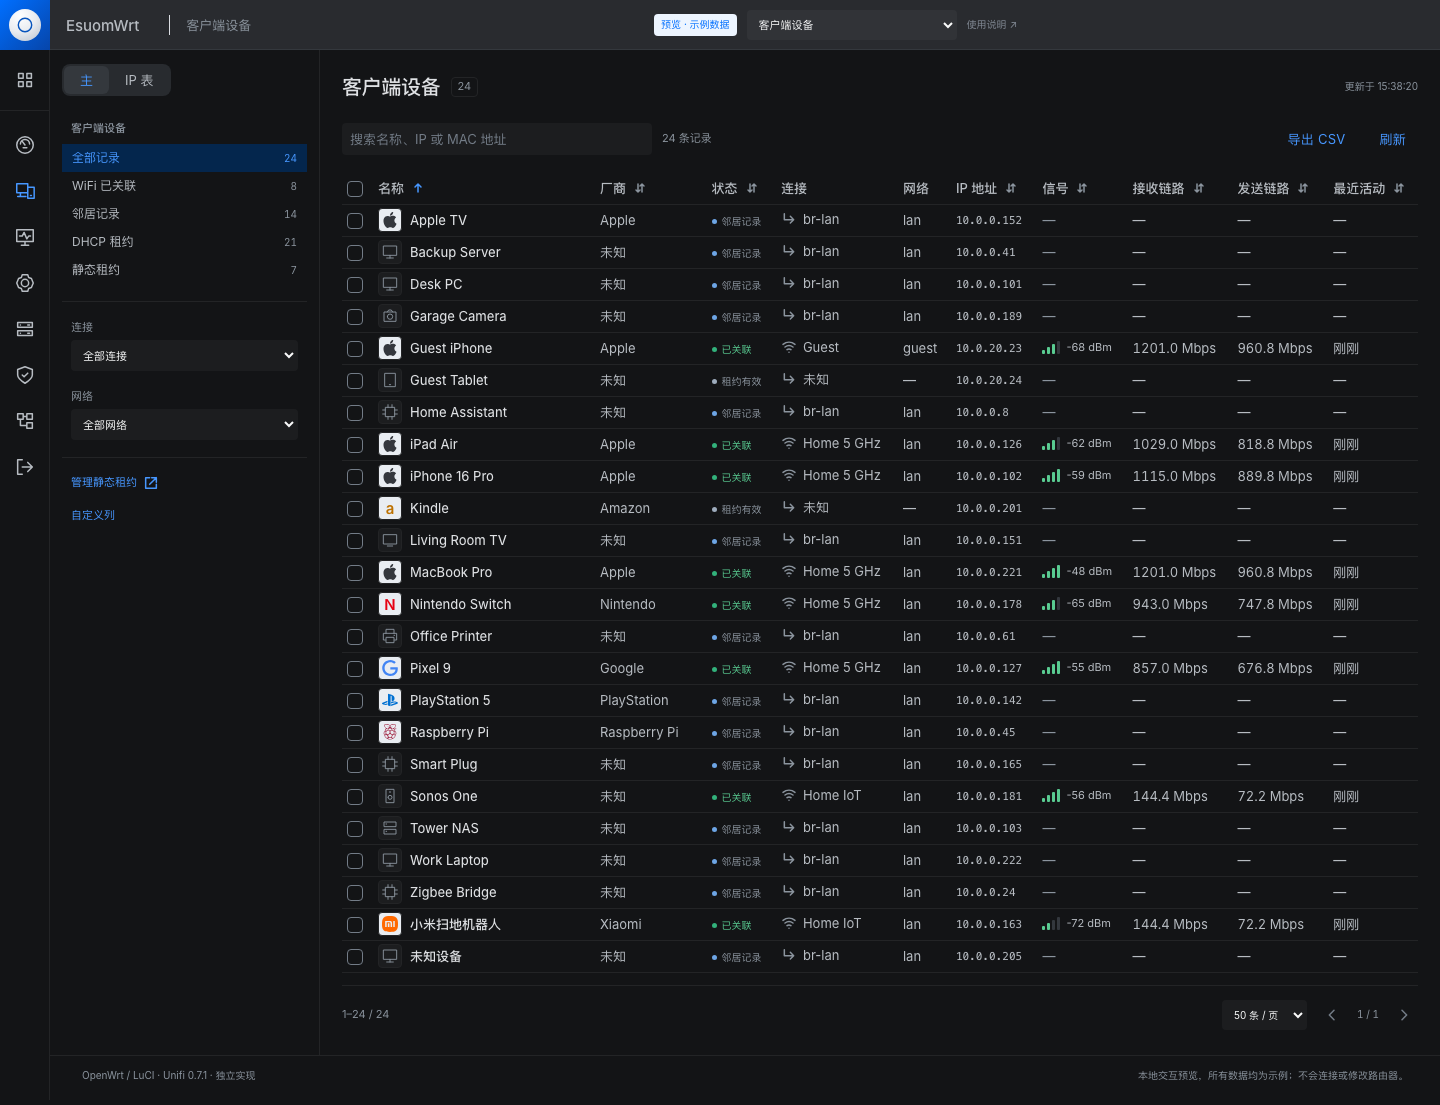 EsuomWrt 客户端设备 预览 · 示例数据 客户端设备 使用说明 ↗
主 IP 表
客户端设备
全部记录 24
WiFi 已关联 8
邻居记录 14
DHCP 租约 21
静态租约 7
连接
全部连接
网络
全部网络
管理静态租约
自定义列
客户端设备 24 更新于 15:38:20
搜索名称、IP 或 MAC 地址 24 条记录 导出 CSV 刷新
名称 ↑ 厂商 状态 连接 网络 IP 地址 信号 接收链路 发送链路 最近活动
Apple TV Apple 邻居记录 br-lan lan 10.0.0.152 — — — —
Backup Server 未知 邻居记录 br-lan lan 10.0.0.41 — — — —
Desk PC 未知 邻居记录 br-lan lan 10.0.0.101 — — — —
Garage Camera 未知 邻居记录 br-lan lan 10.0.0.189 — — — —
Guest iPhone Apple 已关联 Guest guest 10.0.20.23 -68 dBm 1201.0 Mbps 960.8 Mbps 刚刚
Guest Tablet 未知 租约有效 未知 — 10.0.20.24 — — — —
Home Assistant 未知 邻居记录 br-lan lan 10.0.0.8 — — — —
iPad Air Apple 已关联 Home 5 GHz lan 10.0.0.126 -62 dBm 1029.0 Mbps 818.8 Mbps 刚刚
iPhone 16 Pro Apple 已关联 Home 5 GHz lan 10.0.0.102 -59 dBm 1115.0 Mbps 889.8 Mbps 刚刚
a Kindle Amazon 租约有效 未知 — 10.0.0.201 — — — —
Living Room TV 未知 邻居记录 br-lan lan 10.0.0.151 — — — —
MacBook Pro Apple 已关联 Home 5 GHz lan 10.0.0.221 -48 dBm 1201.0 Mbps 960.8 Mbps 刚刚
N Nintendo Switch Nintendo 已关联 Home 5 GHz lan 10.0.0.178 -65 dBm 943.0 Mbps 747.8 Mbps 刚刚
Office Printer 未知 邻居记录 br-lan lan 10.0.0.61 — — — —
G Pixel 9 Google 已关联 Home 5 GHz lan 10.0.0.127 -55 dBm 857.0 Mbps 676.8 Mbps 刚刚
PlayStation 5 PlayStation 邻居记录 br-lan lan 10.0.0.142 — — — —
Raspberry Pi Raspberry Pi 邻居记录 br-lan lan 10.0.0.45 — — — —
Smart Plug 未知 邻居记录 br-lan lan 10.0.0.165 — — — —
Sonos One 未知 已关联 Home IoT lan 10.0.0.181 -56 dBm 144.4 Mbps 72.2 Mbps 刚刚
Tower NAS 未知 邻居记录 br-lan lan 10.0.0.103 — — — —
Work Laptop 未知 邻居记录 br-lan lan 10.0.0.222 — — — —
Zigbee Bridge 未知 邻居记录 br-lan lan 10.0.0.24 — — — —
mi 小米扫地机器人 Xiaomi 已关联 Home IoT lan 10.0.0.163 -72 dBm 144.4 Mbps 72.2 Mbps 刚刚
未知设备 未知 邻居记录 br-lan lan 10.0.0.205 — — — —
1–24 / 24 50 条 / 页 1 / 1
OpenWrt / LuCI · Unifi 0.7.1 · 独立实现 本地交互预览，所有数据均为示例；不会连接或修改路由器。